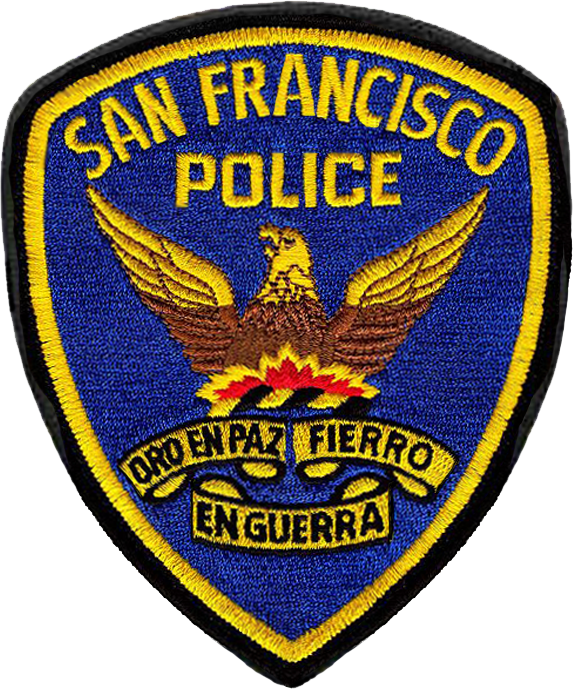 SAN FRANCISCO
POLICE
ORO EN PAZ FIERRO
EN GUERRA